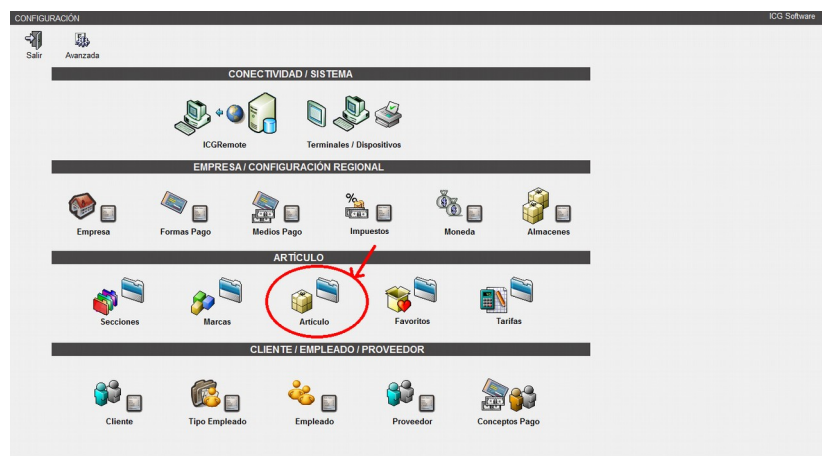 CONFIGURACIÓN ICG Software
Salir Avanzada
CONECTIVIDAD / SISTEMA
ICGRemote Terminales / Dispositivos
EMPRESA / CONFIGURACIÓN REGIONAL
%
Empresa Formas Pago Medios Pago Impuestos Moneda Almacenes
ARTÍCULO
Secciones Marcas Artículo Favoritos Tarifas
CLIENTE / EMPLEADO / PROVEEDOR
Cliente Tipo Empleado Empleado Proveedor Conceptos Pago